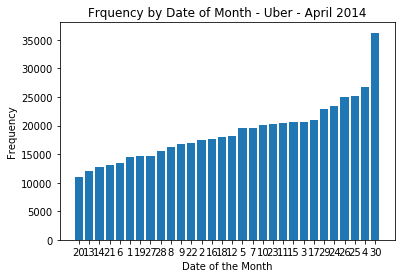 Frquency by Date of Month - Uber - April 2014
35000
30000
25000
20000
15000
10000
5000
0
Frequency
20 13 14 21 6 1 19 27 28 8 9 22 2 16 18 12 5 7 10 23 11 15 3 17 29 24 26 25 4 30
Date of the Month